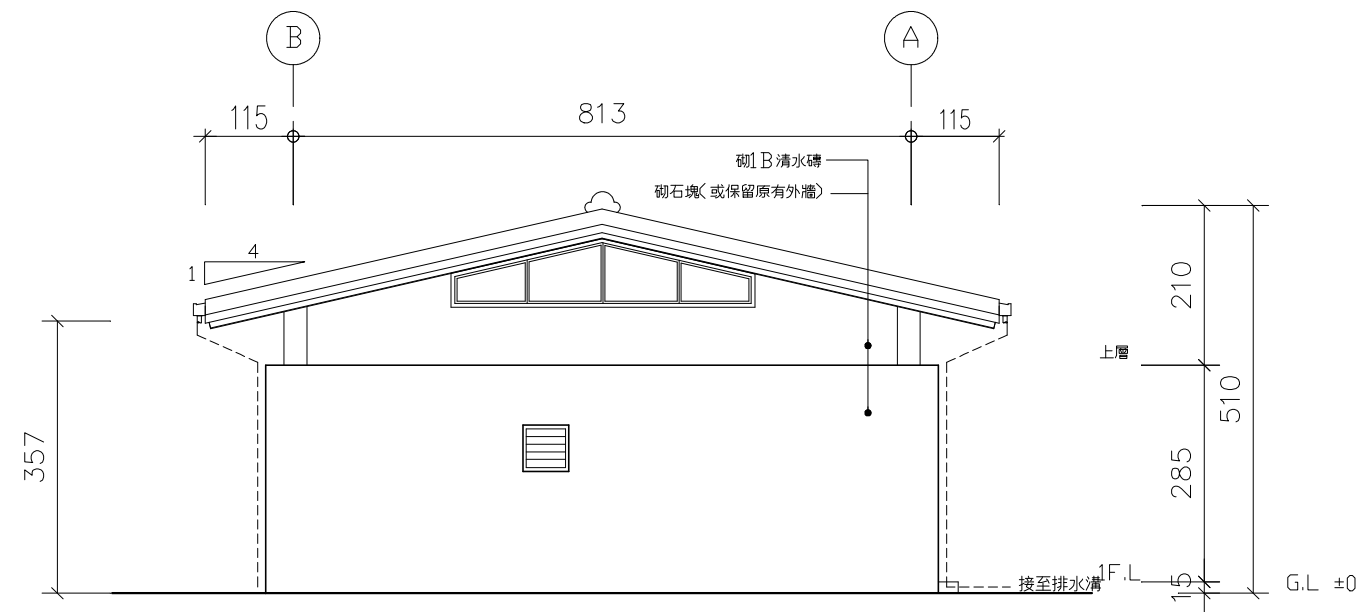 B
A
115
813
115
砌1B清水磚
砌石塊(或保留原有外牆)
4
1
210
上層
510
357
285
1F.L
15
接至排水溝
G.L ±0